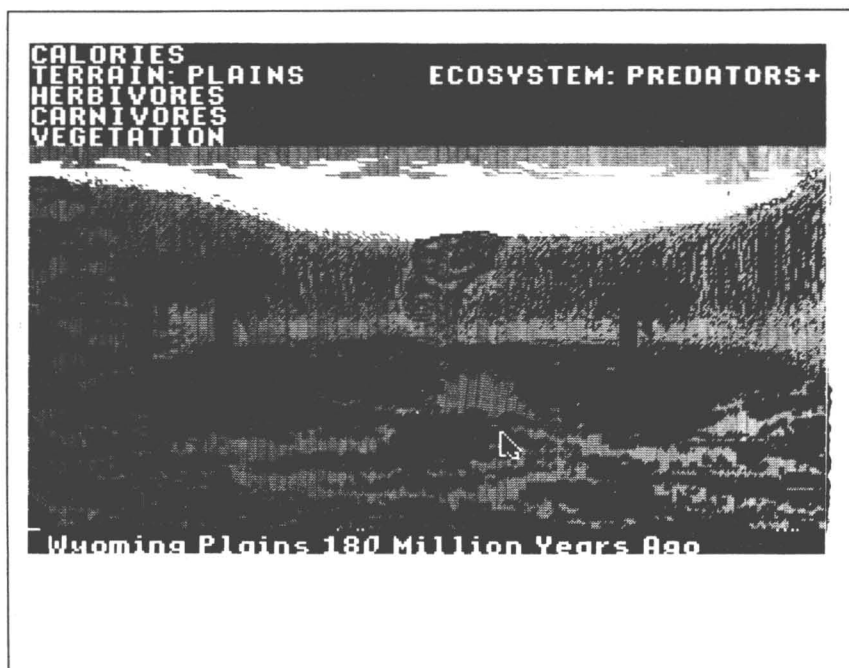 CALORIES
TERRAIN: PLAINS ECOSYSTEM: PREDATORS+
HERBIVORES
CARNIVORES
VEGETATION
Wyoming Plains 180 Million Years Ago